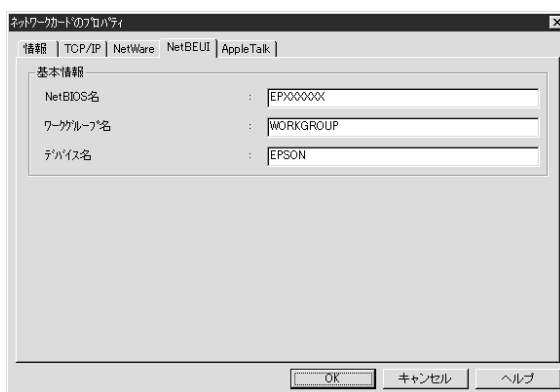 ネットワークカードのプロパティ
情報 TCP/IP NetWare NetBEUI AppleTalk
基本情報
NetBIOS名 : EPXXXXXX
ワークグループ名 : WORKGROUP
デバイス名 : EPSON
OK キャンセル ヘルプ